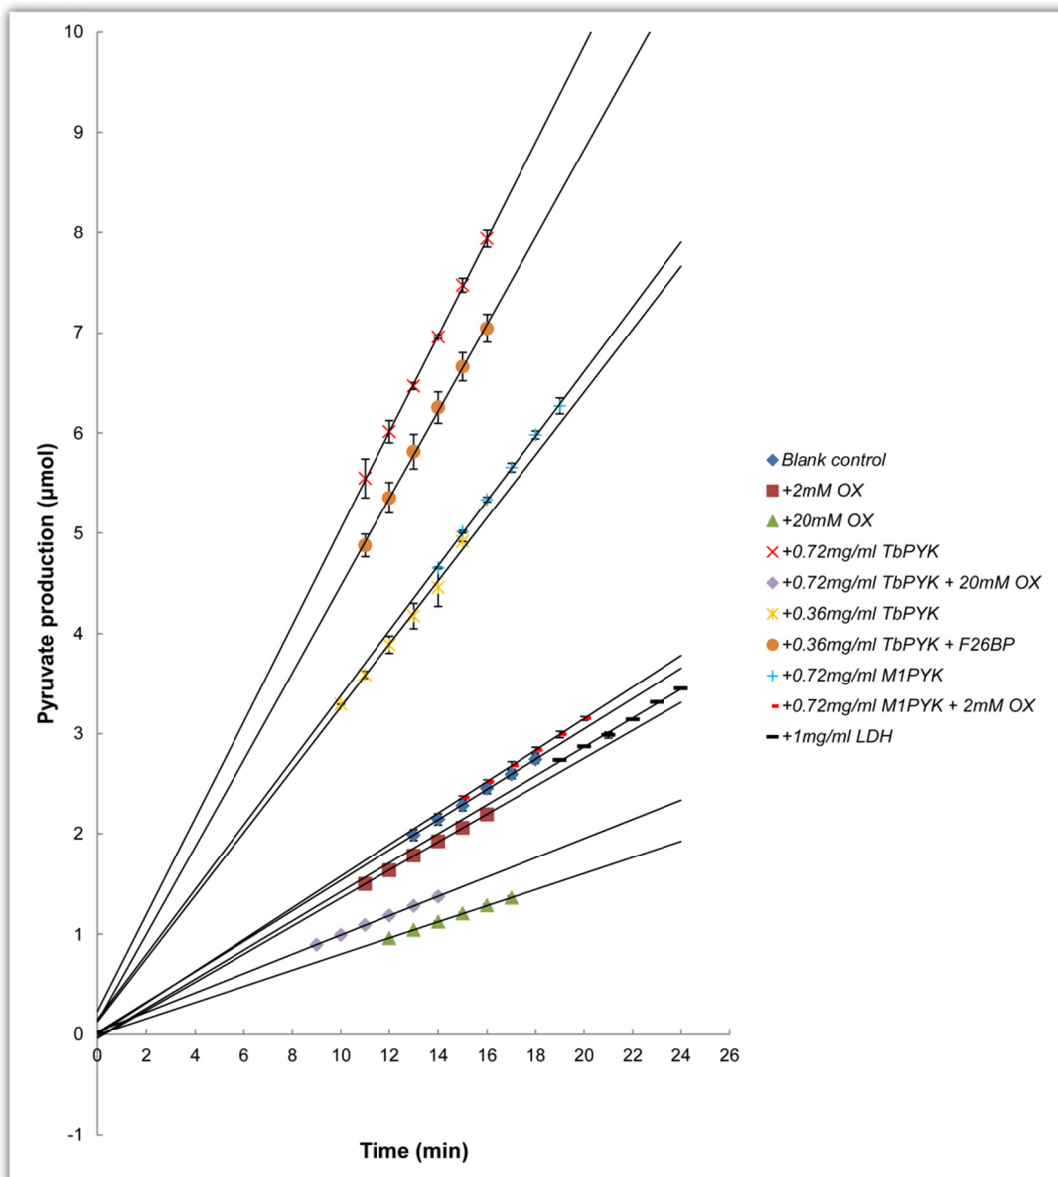 10
9
8
7
6
5
4
3
2
1
0
-1
Pyruvate production (µmol)
0 2 4 6 8 10 12 14 16 18 20 22 24 26
Time (min)
Blank control
+2mM OX
+20mM OX
+0.72mg/ml TbPYK
+0.72mg/ml TbPYK + 20mM OX
+0.36mg/ml TbPYK
+0.36mg/ml TbPYK + F26BP
+0.72mg/ml M1PYK
+0.72mg/ml M1PYK + 2mM OX
+1mg/ml LDH